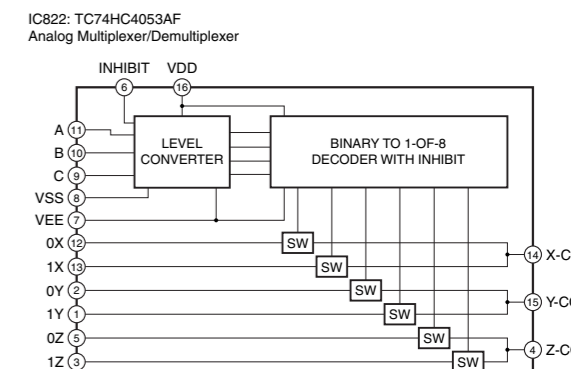 IC822: TC74HC4053AF
Analog Multiplexer/Demultiplexer
INHIBIT VDD
6 16
A 11
B 10
C 9
VSS 8
VEE 7
LEVEL
CONVERTER
BINARY TO 1-OF-8
DECODER WITH INHIBIT
0X 12 SW
1X 13 SW
14 X-C
0Y 2 SW
1Y 1 SW
15 Y-C
0Z 5 SW
1Z 3 SW
4 Z-C